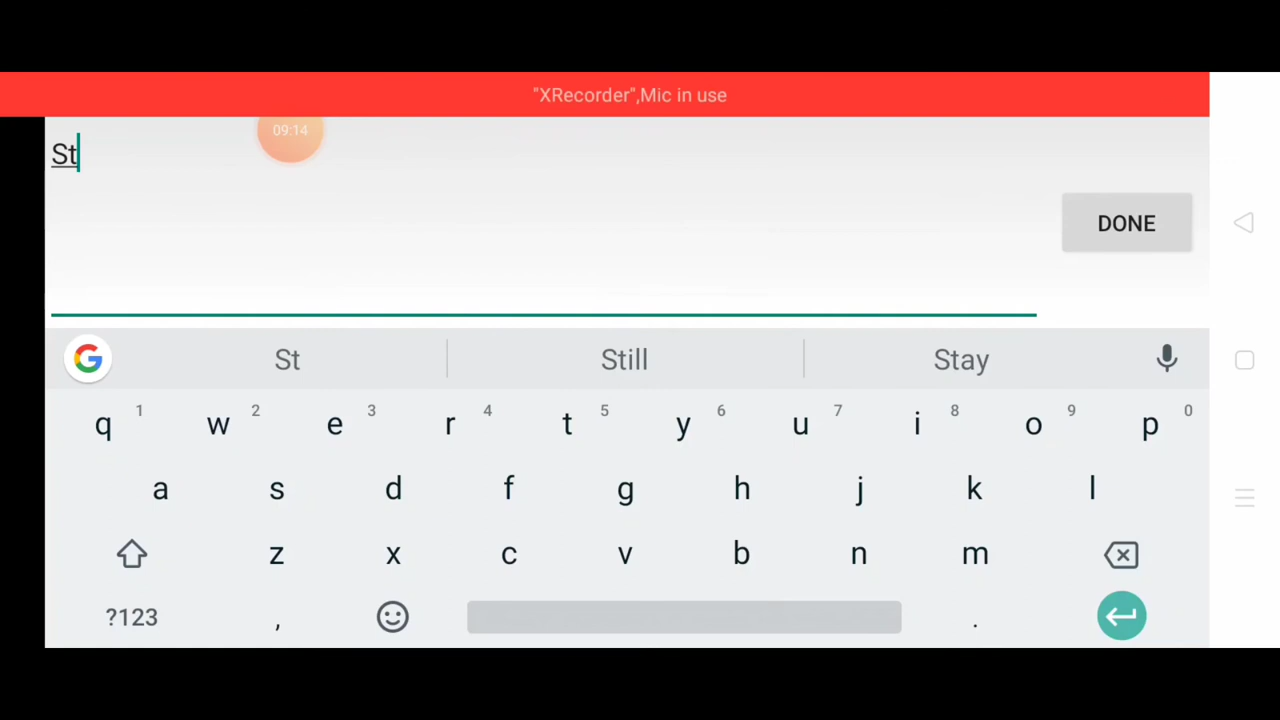 "XRecorder",Mic in use
09:14
St
DONE
St Still Stay
q 1 w 2 e 3 r 4 t 5 y 6 u 7 i 8 o 9 p 0
a s d f g h j k l
z x c v b n m
?123 , .